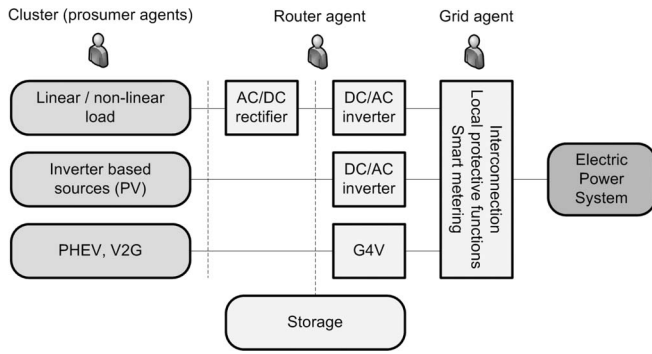 Cluster (prosumer agents)
Router agent
Grid agent
Linear / non-linear
load
AC/DC
rectifier
DC/AC
inverter
Inverter based
sources (PV)
DC/AC
inverter
PHEV, V2G
G4V
Interconnection
Local protective functions
Smart metering
Electric
Power
System
Storage